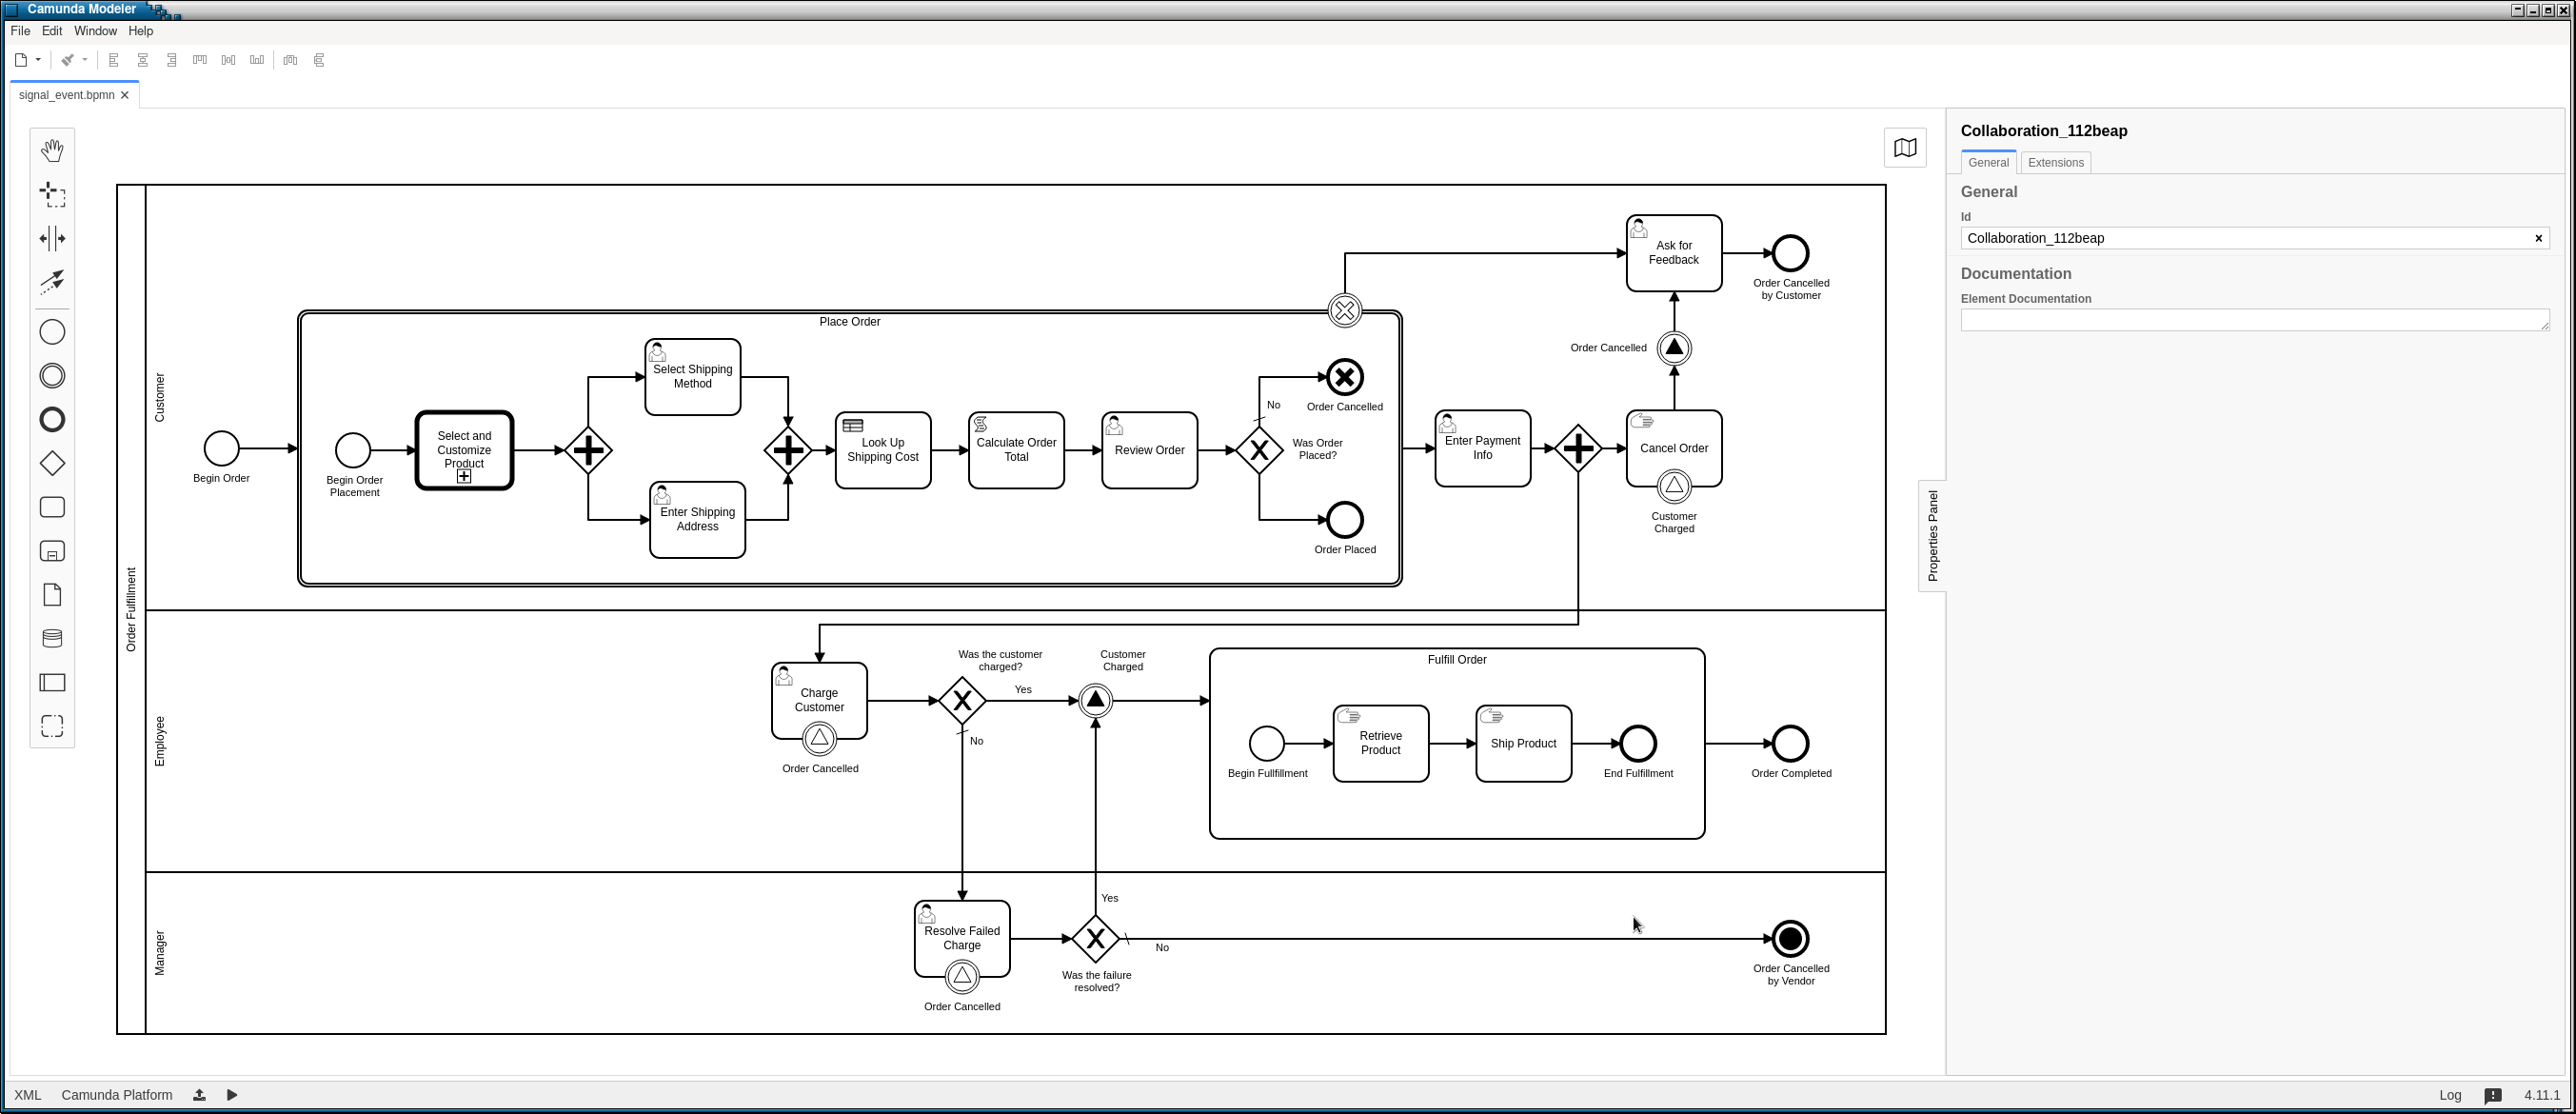 Camunda Modeler
File Edit Window Help
signal_event.bpmn
Collaboration_112beap
General Extensions
General
Id
Collaboration_112beap
Documentation
Element Documentation
Properties Panel
Order Fulfillment
Customer
Begin Order
Place Order
Begin Order
Placement
Select and
Customize
Product
Select Shipping
Method
Enter Shipping
Address
Look Up
Shipping Cost
Calculate Order
Total
Review Order
No
Was Order
Placed?
Order Cancelled
Order Placed
Enter Payment
Info
Cancel Order
Customer
Charged
Order Cancelled
Ask for
Feedback
Order Cancelled
by Customer
Employee
Charge
Customer
Order Cancelled
Was the customer
charged?
Yes
No
Customer
Charged
Fulfill Order
Begin Fullfillment
Retrieve
Product
Ship Product
End Fulfillment
Order Completed
Manager
Resolve Failed
Charge
Order Cancelled
Yes
No
Was the failure
resolved?
Order Cancelled
by Vendor
XML Camunda Platform
Log 4.11.1